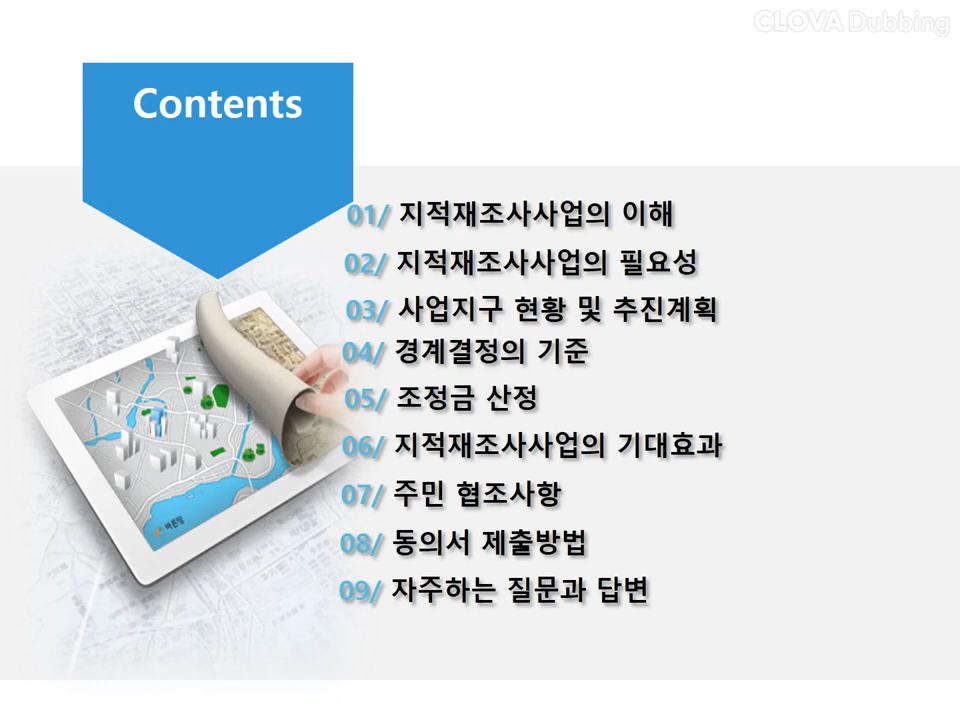 CLOVA Dubbing
Contents
01/ 지적재조사사업의 이해
02/ 지적재조사사업의 필요성
03/ 사업지구 현황 및 추진계획
04/ 경계결정의 기준
05/ 조정금 산정
06/ 지적재조사사업의 기대효과
07/ 주민 협조사항
08/ 동의서 제출방법
09/ 자주하는 질문과 답변
바른땅